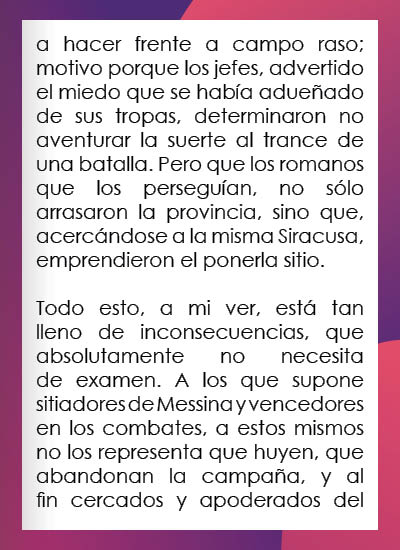 a hacer frente a campo raso;
motivo porque los jefes, advertido
el miedo que se había adueñado
de sus tropas, determinaron no
aventurar la suerte al trance de
una batalla. Pero que los romanos
que los perseguían, no sólo
arrasaron la provincia, sino que,
acercándose a la misma Siracusa,
emprendieron el ponerla sitio.

Todo esto, a mi ver, está tan
lleno de inconsecuencias, que
absolutamente no necesita
de examen. A los que supone
sitiadores de Messina y vencedores
en los combates, a estos mismos
no los representa que huyen, que
abandonan la campaña, y al
fin cercados y apoderados del